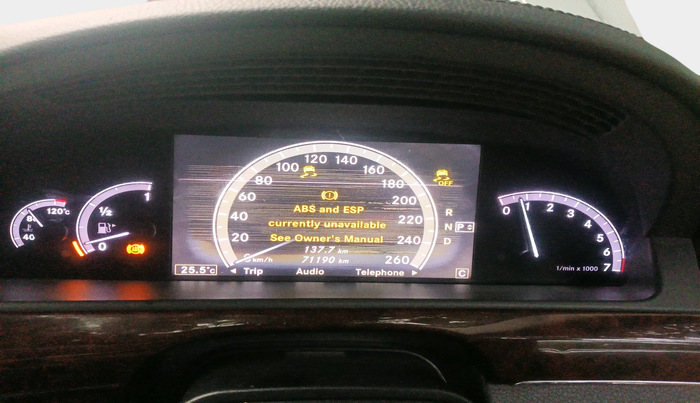 120°C
8
40
1
½
0
ABS
0 20 40 60 80 100 120 140 160 180 200 220 240 260
km/h
OFF
ABS and ESP
currently unavailable
See Owner's Manual
137.7 km
71190 km
R
N P
D
25.5°C
◄ Trip Audio Telephone ►
C
0 1 2 3 4 5 6 7
1/min x 1000